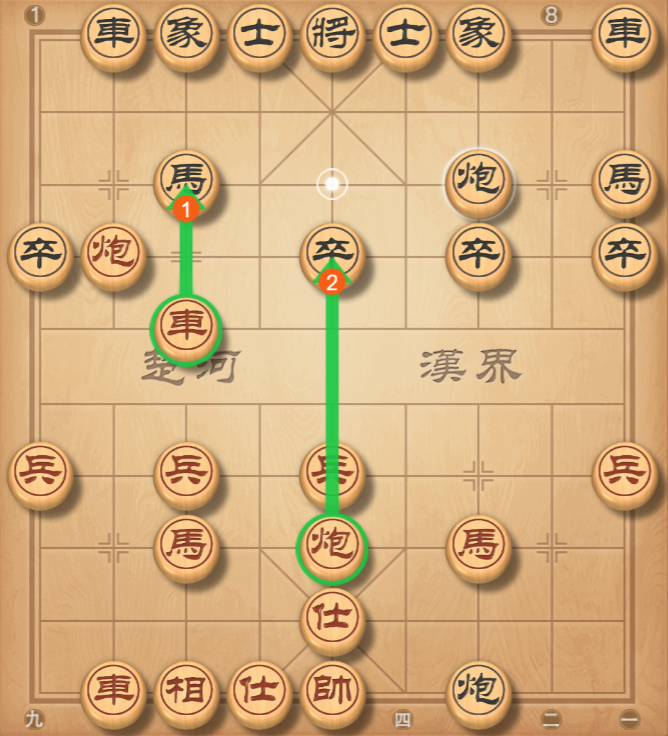 1 8
車 象 士 將 士 象 車
馬 炮 馬
1
卒 炮 卒 卒 卒
2
車
楚河 漢界
兵 兵 兵 兵
馬 炮 馬
仕
車 相 仕 帥 炮
九 四 二 一